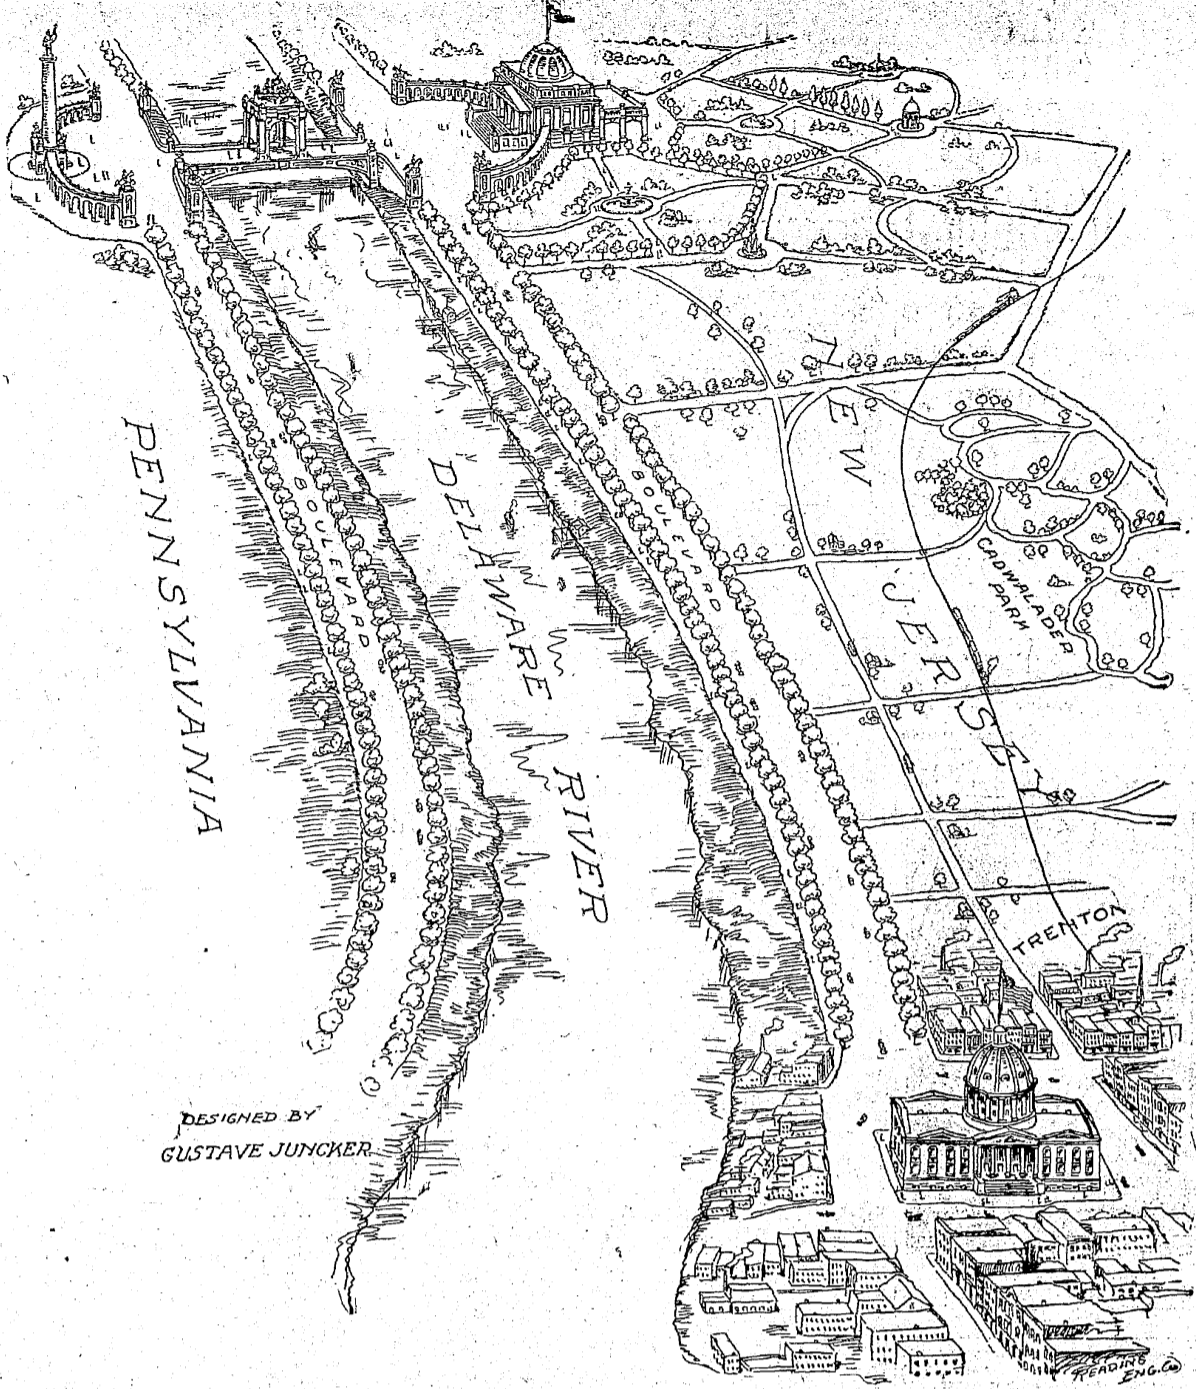 NEW JERSEY
PENNSYLVANIA
BOULEVARD
DELAWARE RIVER
BOULEVARD
CADWALADER
PARK
TRENTON
DESIGNED BY
GUSTAVE JUNCKER
READING
ENG. Co